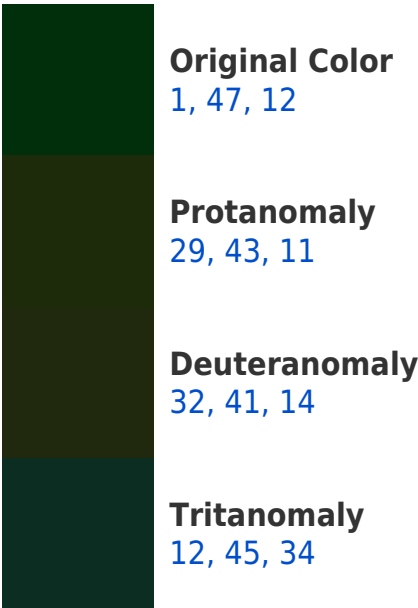 Original Color
1, 47, 12
Protanomaly
29, 43, 11
Deuteranomaly
32, 41, 14
Tritanomaly
12, 45, 34